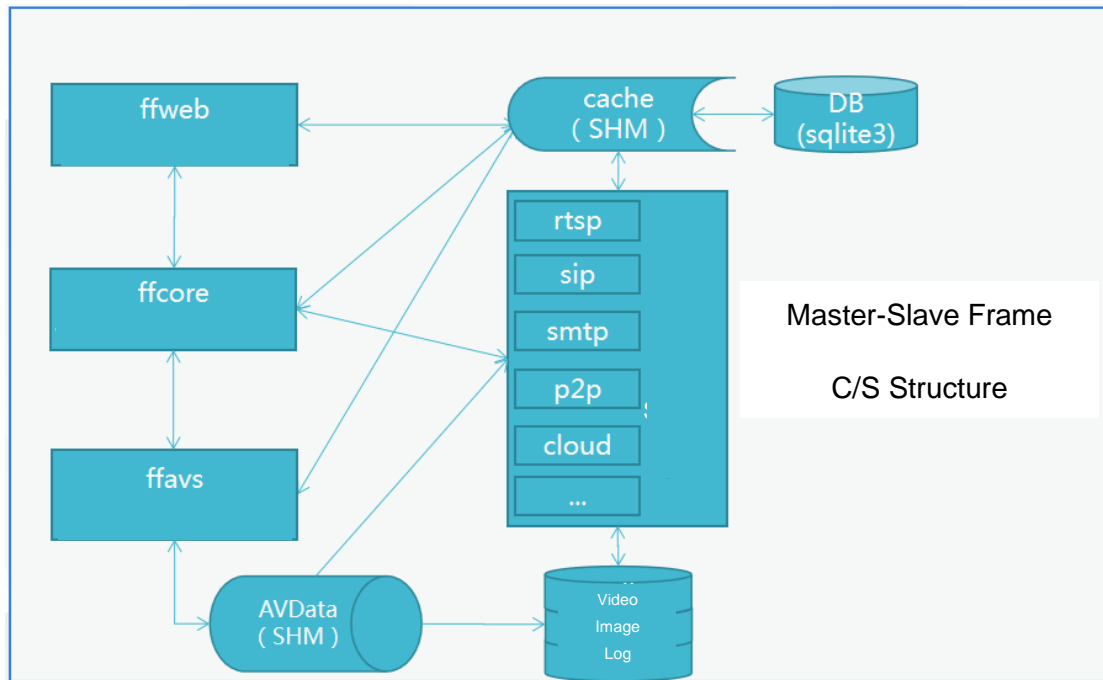 ffweb
cache
( SHM )
DB
(sqlite3)
rtsp
ffcore
sip
smtp
Master-Slave Frame
p2p
C/S Structure
cloud
ffavs
...
AVData
( SHM )
Video
Image
Log